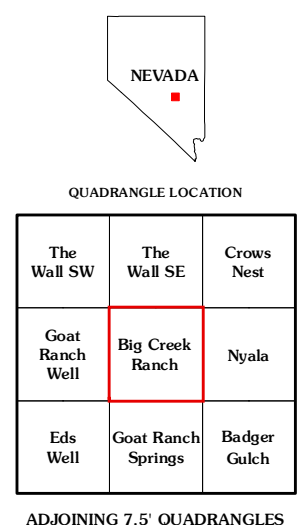 NEVADA
QUADRANGLE LOCATION
The
Wall SW
The
Wall SE
Crows
Nest
Goat
Ranch
Well
Big Creek
Ranch
Nyala
Eds
Well
Goat Ranch
Springs
Badger
Gulch
ADJOINING 7.5' QUADRANGLES